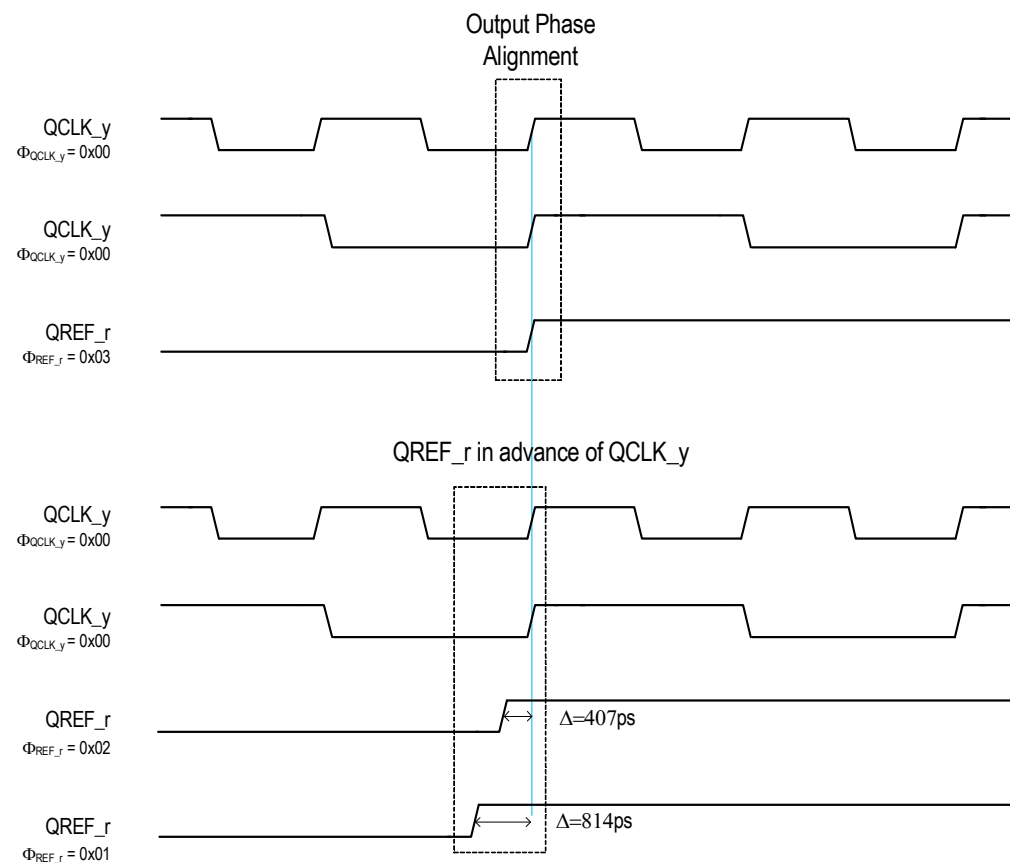 Output Phase
Alignment
QCLK_y
ΦQCLK_y = 0x00
QCLK_y
ΦQCLK_y = 0x00
QREF_r
ΦREF_r = 0x03
QREF_r in advance of QCLK_y
QCLK_y
ΦQCLK_y = 0x00
QCLK_y
ΦQCLK_y = 0x00
QREF_r
Δ=407ps
ΦREF_r = 0x02
QREF_r
Δ=814ps
ΦREF_r = 0x01